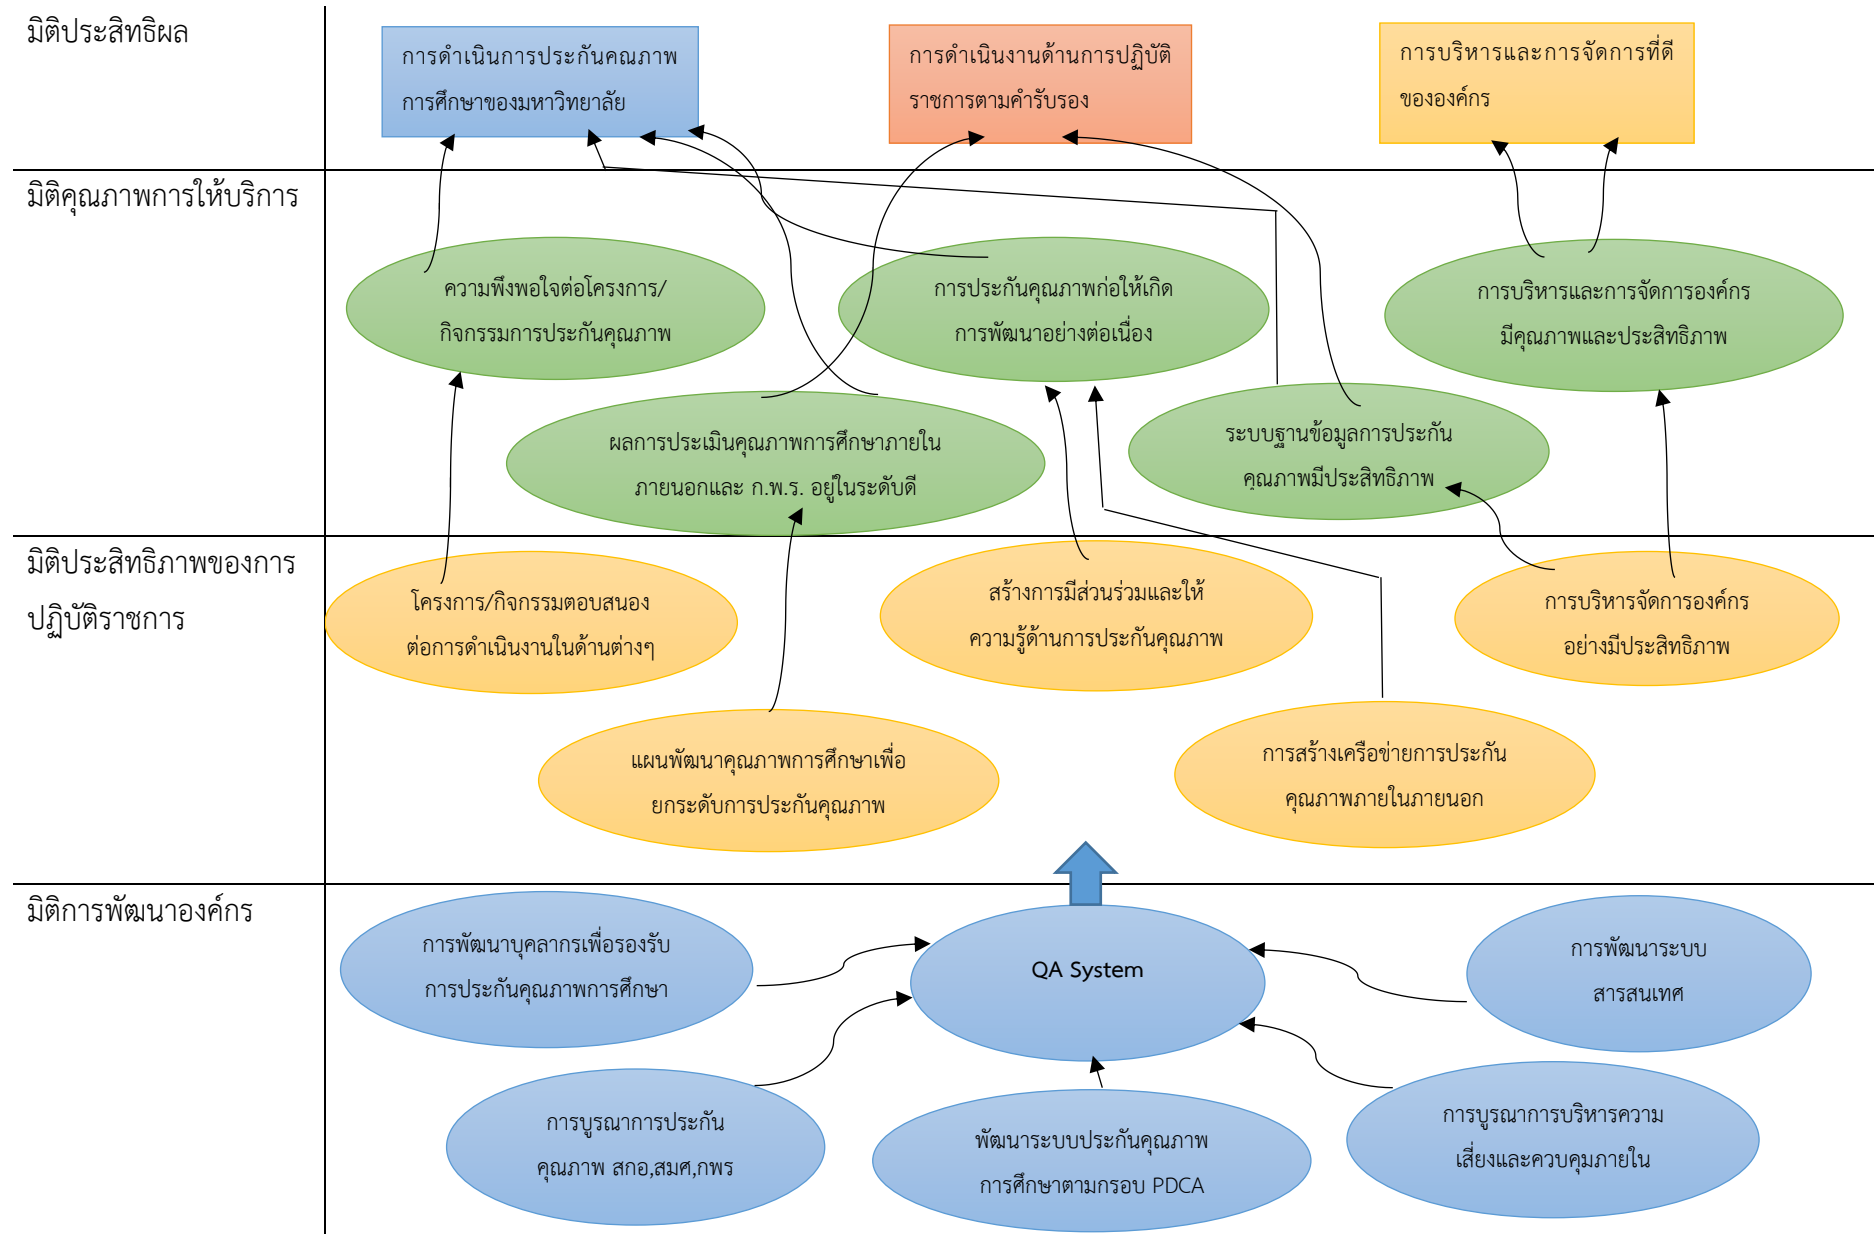 มิติประสิทธิผล
การดำเนินการประกันคณภาพ
การศึกษาของมหาวิทยาลัย
การดำเนินงานด้านการปฏิบัติ
ราชการตามคำรับรอง
การบริหารและการจัดการที่ดี
ขององค์กร
มิติคุณภาพการให้บริการ
ความพึงพอใจต่อโครงการ/
กิจกรรมการประกันคุณภาพ
การประกันคุณภาพก่อให้เกิด
การพัฒนาอย่างต่อเนื่อง
การบริหารและการจัดการองค์กร
มีคุณภาพและประสิทธิภาพ
ผลการประเมินคุณภาพการศึกษาภายใน
ภายนอกและ ก.พ.ร. อยู่ในระดับดี
ระบบฐานข้อมูลการประกัน
คุณภาพมีประสิทธิภาพ
มิติประสิทธิภาพของการ
ปฏิบัติราชการ
โครงการ/กิจกรรมตอบสนอง
ต่อการดำเนินงานในด้านต่างๆ
สร้างการมีส่วนร่วมและให้
ความรู้ด้านการประกันคุณภาพ
การบริหารจัดการองค์กร
อย่างมีประสิทธิภาพ
แผนพัฒนาคุณภาพการศึกษาเพื่อ
ยกระดับการประกันคุณภาพ
การสร้างเครือข่ายการประกัน
คุณภาพภายในภายนอก
มิติการพัฒนาองค์กร
การพัฒนาบุคลากรเพื่อรองรับ
การประกันคุณภาพการศึกษา
QA System
การพัฒนาระบบ
สารสนเทศ
การบูรณาการประกัน
คุณภาพ สกอ,สมศ,กพร
พัฒนาระบบประกันคุณภาพ
การศึกษาตามกรอบ PDCA
การบูรณาการบริหารความ
เสี่ยงและควบคุมภายใน